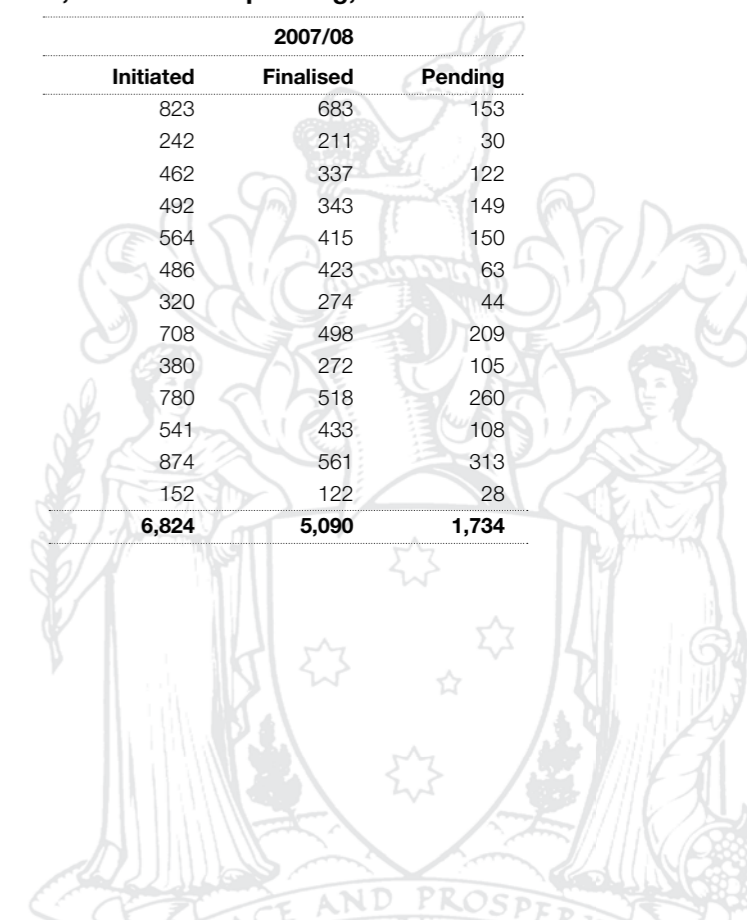 pending,
2007/08
Initiated Finalised Pending
823 683 153
242 211 30
462 337 122
492 343 149
564 415 150
486 423 63
320 274 44
708 498 209
380 272 105
780 518 260
541 433 108
874 561 313
152 122 28
6,824 5,090 1,734
AND PROSPER